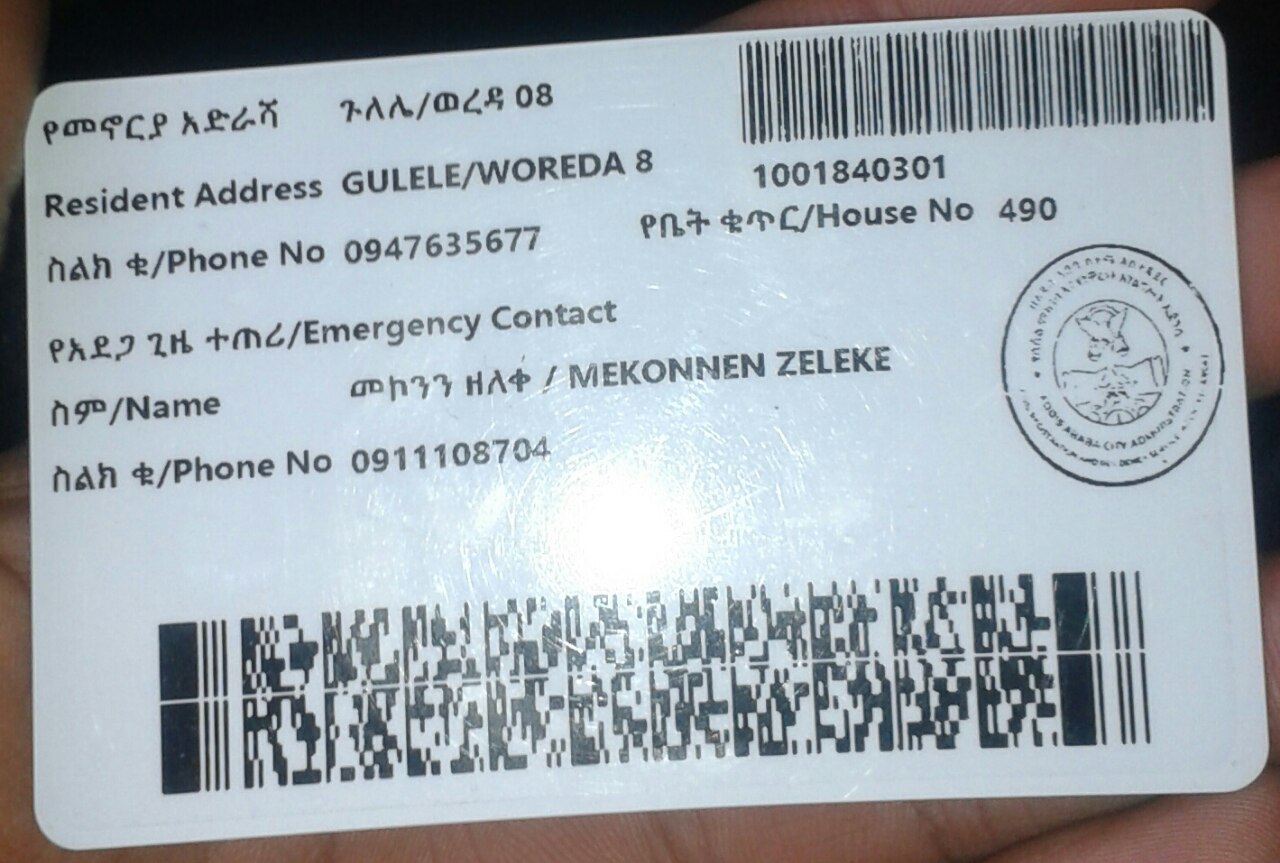 የመኖርያ አድራሻ ጉለሌ/ወረዳ 08
Resident Address GULELE/WOREDA 8
1001840301
ስልክ ቁ/Phone No 0947635677
የቤት ቁጥር/House No 490
የአደጋ ጊዜ ተጠሪ/Emergency Contact
ስም/Name መኮንን ዘለቀ / MEKONNEN ZELEKE
ስልክ ቁ/Phone No 0911108704
ADDIS ABABA CITY ADMINISTRATION